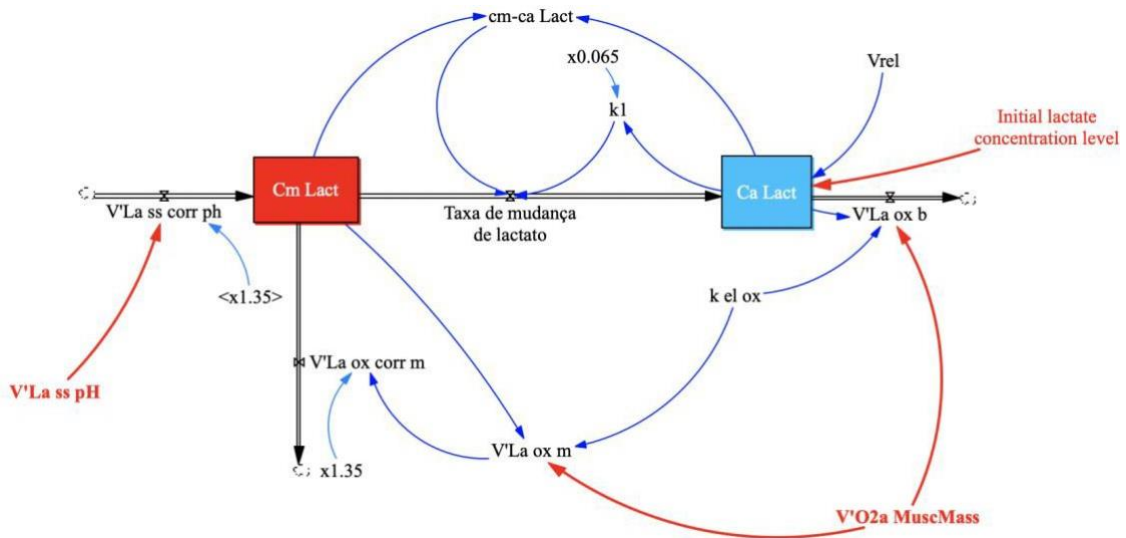 cm-ca Lact
x0.065
Vrel
k1
Initial lactate
concentration level
Cm Lact
Ca Lact
V'La ss corr ph
Taxa de mudança
de lactato
V'La ox b
<x1.35>
k el ox
V'La ox corr m
V'La ss pH
V'La ox m
x1.35
V'O2a MuscMass